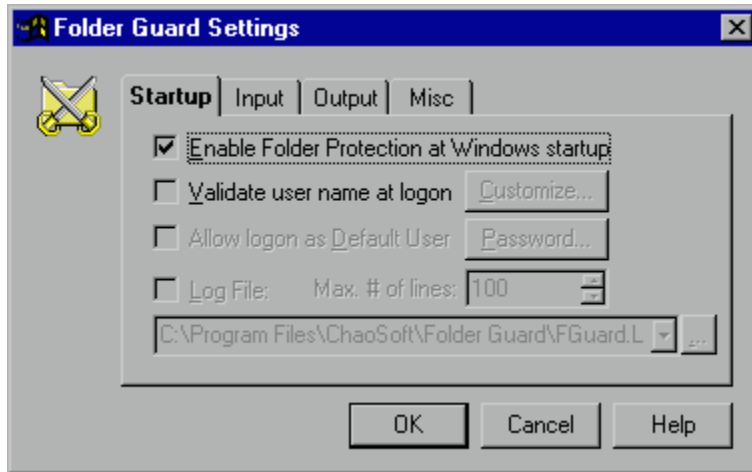 Folder Guard Settings
Startup Input Output Misc
Enable Folder Protection at Windows startup
Validate user name at logon Customize...
Allow logon as Default User Password...
Log File: Max. # of lines: 100
C:\Program Files\ChaoSoft\Folder Guard\FGuard.L ...
OK Cancel Help